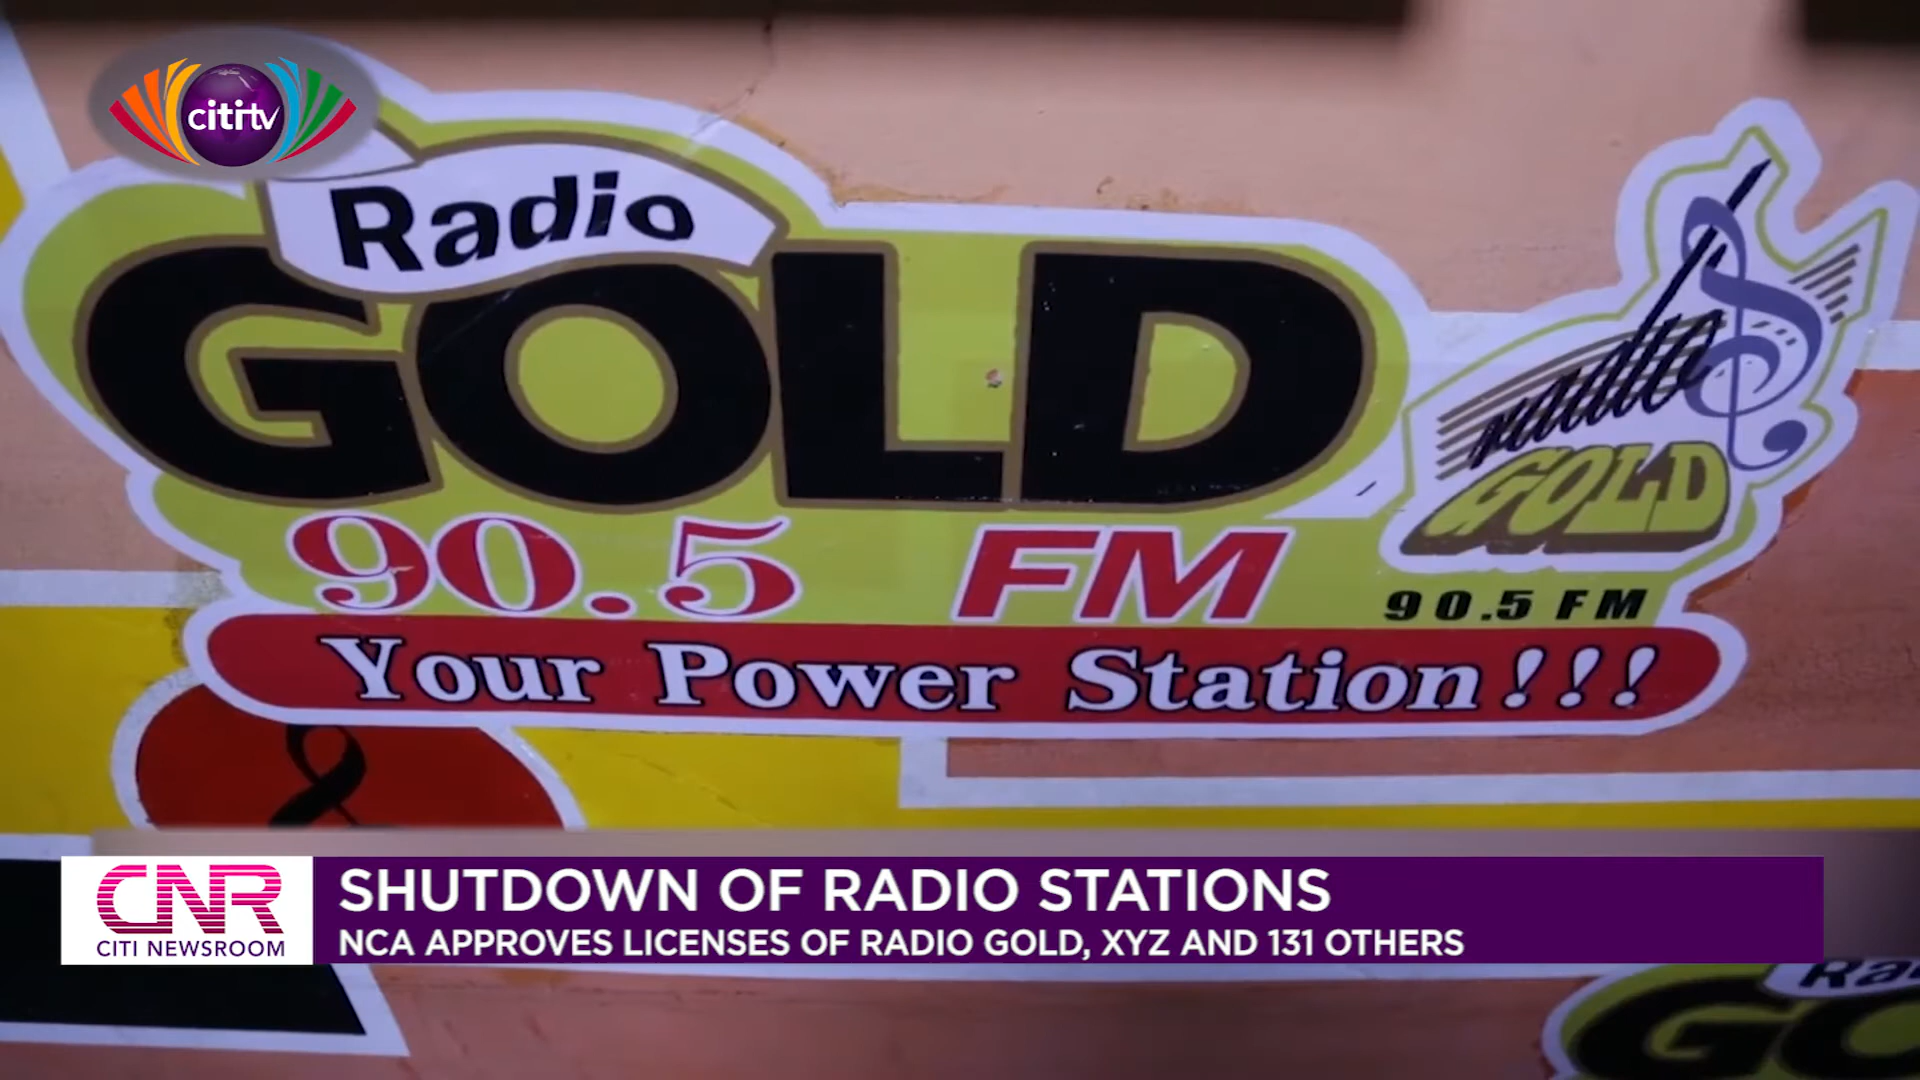 citi tv
Radio
GOLD
90.5 FM
Your Power Station!!!
radio
GOLD
90.5 FM
CNR
CITI NEWSROOM
SHUTDOWN OF RADIO STATIONS
NCA APPROVES LICENSES OF RADIO GOLD, XYZ AND 131 OTHERS